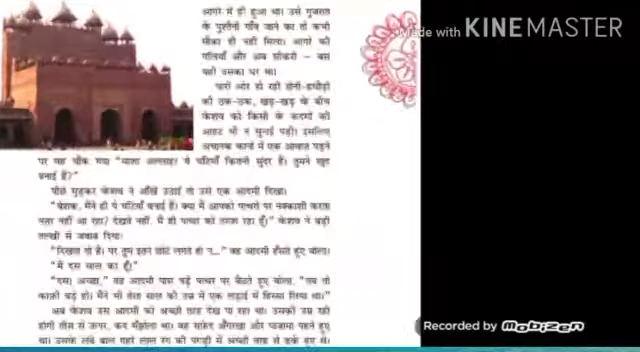 आगरे में ही हुआ था। उसे गुजरात
के पुश्तैनी गाँव जाने का तो कभी
मौका ही नहीं मिला। आगरे की
गलियाँ और अब सीकरी – बस
यही उसका घर था।
चारों ओर हो रही छेनी-हथौड़ों
की ठक-ठक, खड़-खड़ के बीच
केशव को किसी के कदमों की
आहट भी न सुनाई पड़ी। इसलिए
अचानक कानों में एक आवाज़ पड़ने
पर वह चौंक गया। "माशा अल्लाह! ये घंटियाँ कितनी सुंदर हैं। तुमने खुद
बनाई हैं?"
पीछे मुड़कर केशव ने आँखें उठाईं तो उसे एक आदमी दिखा।
"बेशक, मैंने ही ये घंटियाँ बनाई हैं। क्या मैं आपको पत्थरों पर नक्काशी करता
नज़र नहीं आ रहा? देखते नहीं, मैं ही पत्थर को तराश रहा हूँ।" केशव ने बड़ी
तल्खी से जवाब दिया।
"दिखता तो है। पर तुम इतने छोटे लगते हो न..." वह आदमी हँसते हुए बोला।
"मैं दस साल का हूँ।"
"दस! अच्छा," वह आदमी पास पड़े पत्थर पर बैठते हुए बोला, "तब तो
काफ़ी बड़े हो। मैंने भी तेरह साल की उम्र में एक लड़ाई में हिस्सा लिया था।"
अब केशव उस आदमी को अच्छी तरह देख पा रहा था। उसकी उम्र रही
होगी तीस से ऊपर, कद मँझोला था। वह सफ़ेद अँगरखा और पाजामा पहने हुए
था। उसके लंबे बाल गहरे लाल रंग की पगड़ी में अच्छी तरह से ढके हुए थे।
Made with KINEMASTER
Recorded by Mobizen